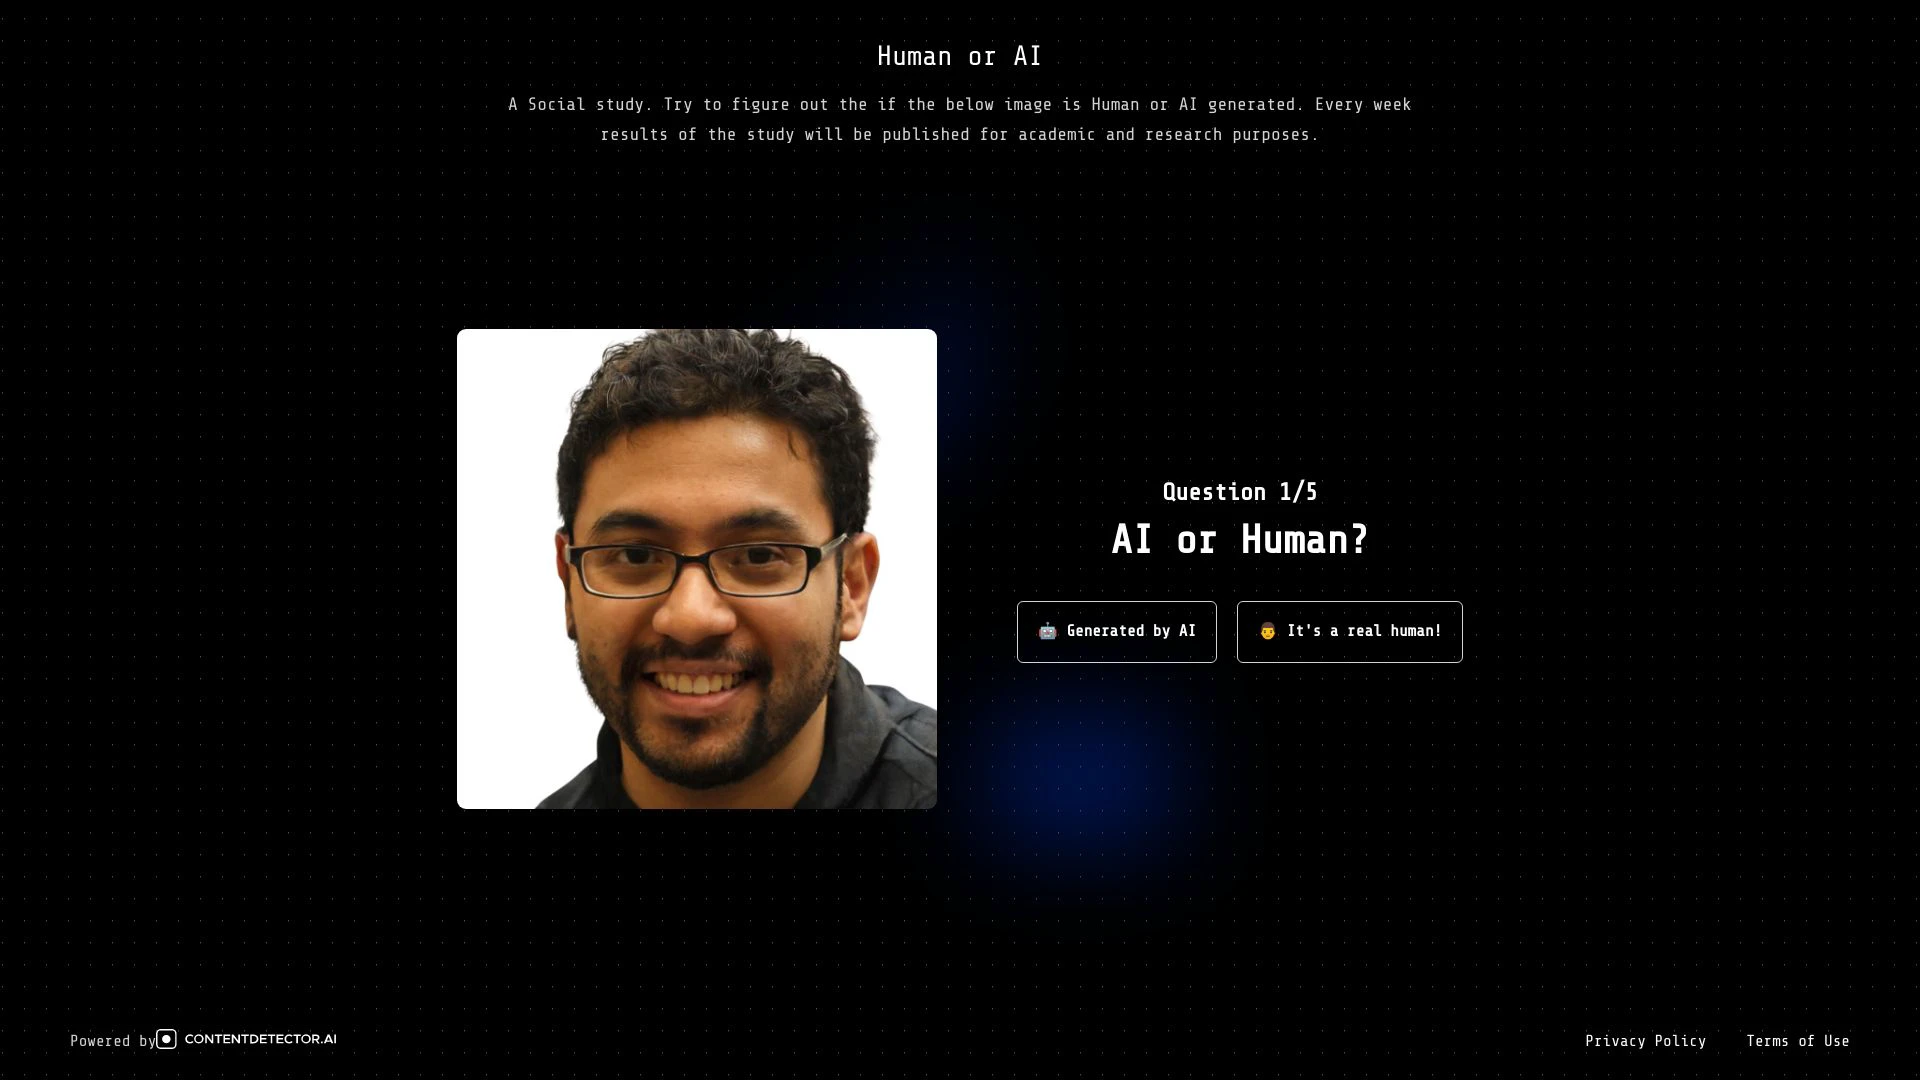 Human or AI
A Social study. Try to figure out the if the below image is Human or AI generated. Every week
results of the study will be published for academic and research purposes.
Question 1/5
AI or Human?
🤖 Generated by AI
👨 It's a real human!
Powered by CONTENTDETECTOR.AI
Privacy Policy
Terms of Use